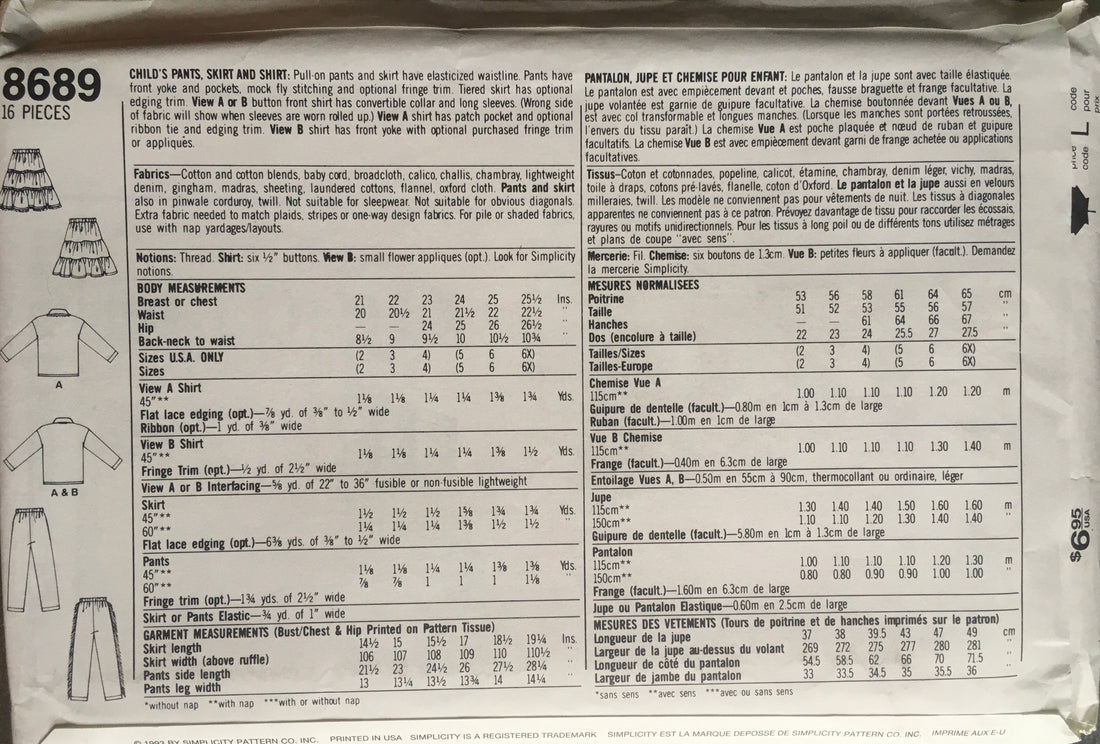 8689
16 PIECES
CHILD'S PANTS, SKIRT AND SHIRT: Pull-on pants and skirt have elasticized waistline. Pants have
front yoke and pockets, mock fly stitching and optional fringe trim. Tiered skirt has optional
edging trim. View A or B button front shirt has convertible collar and long sleeves. (Wrong side
of fabric will show when sleeves are worn rolled up.) View A shirt has patch pocket and optional
ribbon tie and edging trim. View B shirt has front yoke with optional purchased fringe trim
or appliqués.
Fabrics—Cotton and cotton blends, baby cord, broadcloth, calico, challis, chambray, lightweight
denim, gingham, madras, sheeting, laundered cottons, flannel, oxford cloth. Pants and skirt
also in pinwale corduroy, twill. Not suitable for sleepwear. Not suitable for obvious diagonals.
Extra fabric needed to match plaids, stripes or one-way design fabrics. For pile or shaded fabrics,
use with nap yardages/layouts.
Notions: Thread. Shirt: six ½" buttons. View B: small flower appliques (opt.). Look for Simplicity
notions.
BODY MEASUREMENTS
Breast or chest 21 22 23 24 25 25½ Ins.
Waist 20 20½ 21 21½ 22 22½ "
Hip — — 24 25 26 26½ "
Back-neck to waist 8½ 9 9½ 10 10½ 10¾ "
Sizes U.S.A. ONLY (2 3 4) (5 6 6X)
Sizes (2 3 4) (5 6 6X)
View A Shirt
45"** 1⅛ 1⅛ 1¼ 1¼ 1⅜ 1¾ Yds.
Flat lace edging (opt.)—⅞ yd. of ⅜" to ½" wide
Ribbon (opt.)—1 yd. of ⅜" wide
View B Shirt
45"** 1⅛ 1⅛ 1¼ 1¼ 1⅜ 1½ Yds.
Fringe Trim (opt.)—½ yd. of 2½" wide
View A or B Interfacing—⅝ yd. of 22" to 36" fusible or non-fusible lightweight
Skirt
45"** 1½ 1½ 1½ 1⅝ 1¾ 1¾ Yds.
60"** 1¼ 1¼ 1¼ 1⅜ 1½ 1½ "
Flat lace edging (opt.)—6⅜ yds. of ⅜" to ½" wide
Pants
45"** 1⅛ 1⅛ 1¼ 1¼ 1⅜ 1⅜ Yds.
60"** ⅞ ⅞ 1 1 1 1⅛ "
Fringe trim (opt.)—1¾ yds. of 2½" wide
Skirt or Pants Elastic—¾ yd. of 1" wide
GARMENT MEASUREMENTS (Bust/Chest & Hip Printed on Pattern Tissue)
Skirt length 14½ 15 15½ 17 18½ 19¼ Ins.
Skirt width (above ruffle) 106 107 108 109 110 110½ "
Pants side length 21½ 23 24½ 26 27½ 28¼ "
Pants leg width 13 13¼ 13½ 13¾ 14 14¼ "
*without nap **with nap ***with or without nap
A
A & B
PANTALON, JUPE ET CHEMISE POUR ENFANT: Le pantalon et la jupe sont avec taille élastiquée.
Le pantalon est avec empiècement devant et poches, fausse braguette et frange facultative. La
jupe volantée est garnie de guipure facultative. La chemise boutonnée devant Vues A ou B,
est avec col transformable et longues manches. (Lorsque les manches sont portées retroussées,
l'envers du tissu paraît.) La chemise Vue A est poche plaquée et nœud de ruban et guipure
facultatifs. La chemise Vue B est avec empiècement devant garni de frange achetée ou applications
facultatives.
Tissus—Coton et cotonnades, popeline, calicot, étamine, chambray, denim léger, vichy, madras,
toile à draps, cotons pré-lavés, flanelle, coton d'Oxford. Le pantalon et la jupe aussi en velours
milleraies, twill. Les modèle ne conviennent pas pour vêtements de nuit. Les tissus à diagonales
apparentes ne conviennent pas à ce patron. Prévoyez davantage de tissu pour raccorder les écossais,
rayures ou motifs unidirectionnels. Pour les tissus à long poil ou de différents tons utilisez métrages
et plans de coupe "avec sens".
Mercerie: Fil. Chemise: six boutons de 1.3cm. Vue B: petites fleurs à appliquer (facult.). Demandez
la mercerie Simplicity.
MESURES NORMALISEES
Poitrine 53 56 58 61 64 65 cm
Taille 51 52 53 55 56 57 "
Hanches — — 61 64 66 67 "
Dos (encolure à taille) 22 23 24 25.5 27 27.5 "
Tailles/Sizes (2 3 4) (5 6 6X)
Tailles-Europe (2 3 4) (5 6 6X)
Chemise Vue A
115cm** 1.00 1.10 1.10 1.10 1.20 1.20 m
Guipure de dentelle (facult.)—0.80m en 1cm à 1.3cm de large
Ruban (facult.)—1.00m en 1cm de large
Vue B Chemise
115cm** 1.00 1.10 1.10 1.10 1.30 1.40 m
Frange (facult.)—0.40m en 6.3cm de large
Entoilage Vues A, B—0.50m en 55cm à 90cm, thermocollant ou ordinaire, léger
Jupe
115cm** 1.30 1.40 1.40 1.50 1.60 1.60 m
150cm** 1.10 1.10 1.20 1.30 1.40 1.40 "
Guipure de dentelle (facult.)—5.80m en 1cm à 1.3cm de large
Pantalon
115cm** 1.00 1.10 1.10 1.10 1.20 1.30 m
150cm** 0.80 0.80 0.90 0.90 1.00 1.00 "
Frange (facult.)—1.60m en 6.3cm de large
Jupe ou Pantalon Elastique—0.60m en 2.5cm de large
MESURES DES VETEMENTS (Tours de poitrine et de hanches imprimés sur le patron)
Longueur de la jupe 37 38 39.5 43 47 49 cm
Largeur de la jupe au-dessus du volant 269 272 275 277 280 281 "
Longueur de côté du pantalon 54.5 58.5 62 66 70 71.5 "
Largeur de jambe du pantalon 33 33.5 34.5 35 35.5 36 "
*sans sens **avec sens ***avec ou sans sens
code pour prix
price code L
$6.95 USA
© 1993 BY SIMPLICITY PATTERN CO. INC. PRINTED IN USA SIMPLICITY IS A REGISTERED TRADEMARK SIMPLICITY EST LA MARQUE DEPOSSE DE SIMPLICITY PATTERN CO. INC. IMPRIME AUX E-U